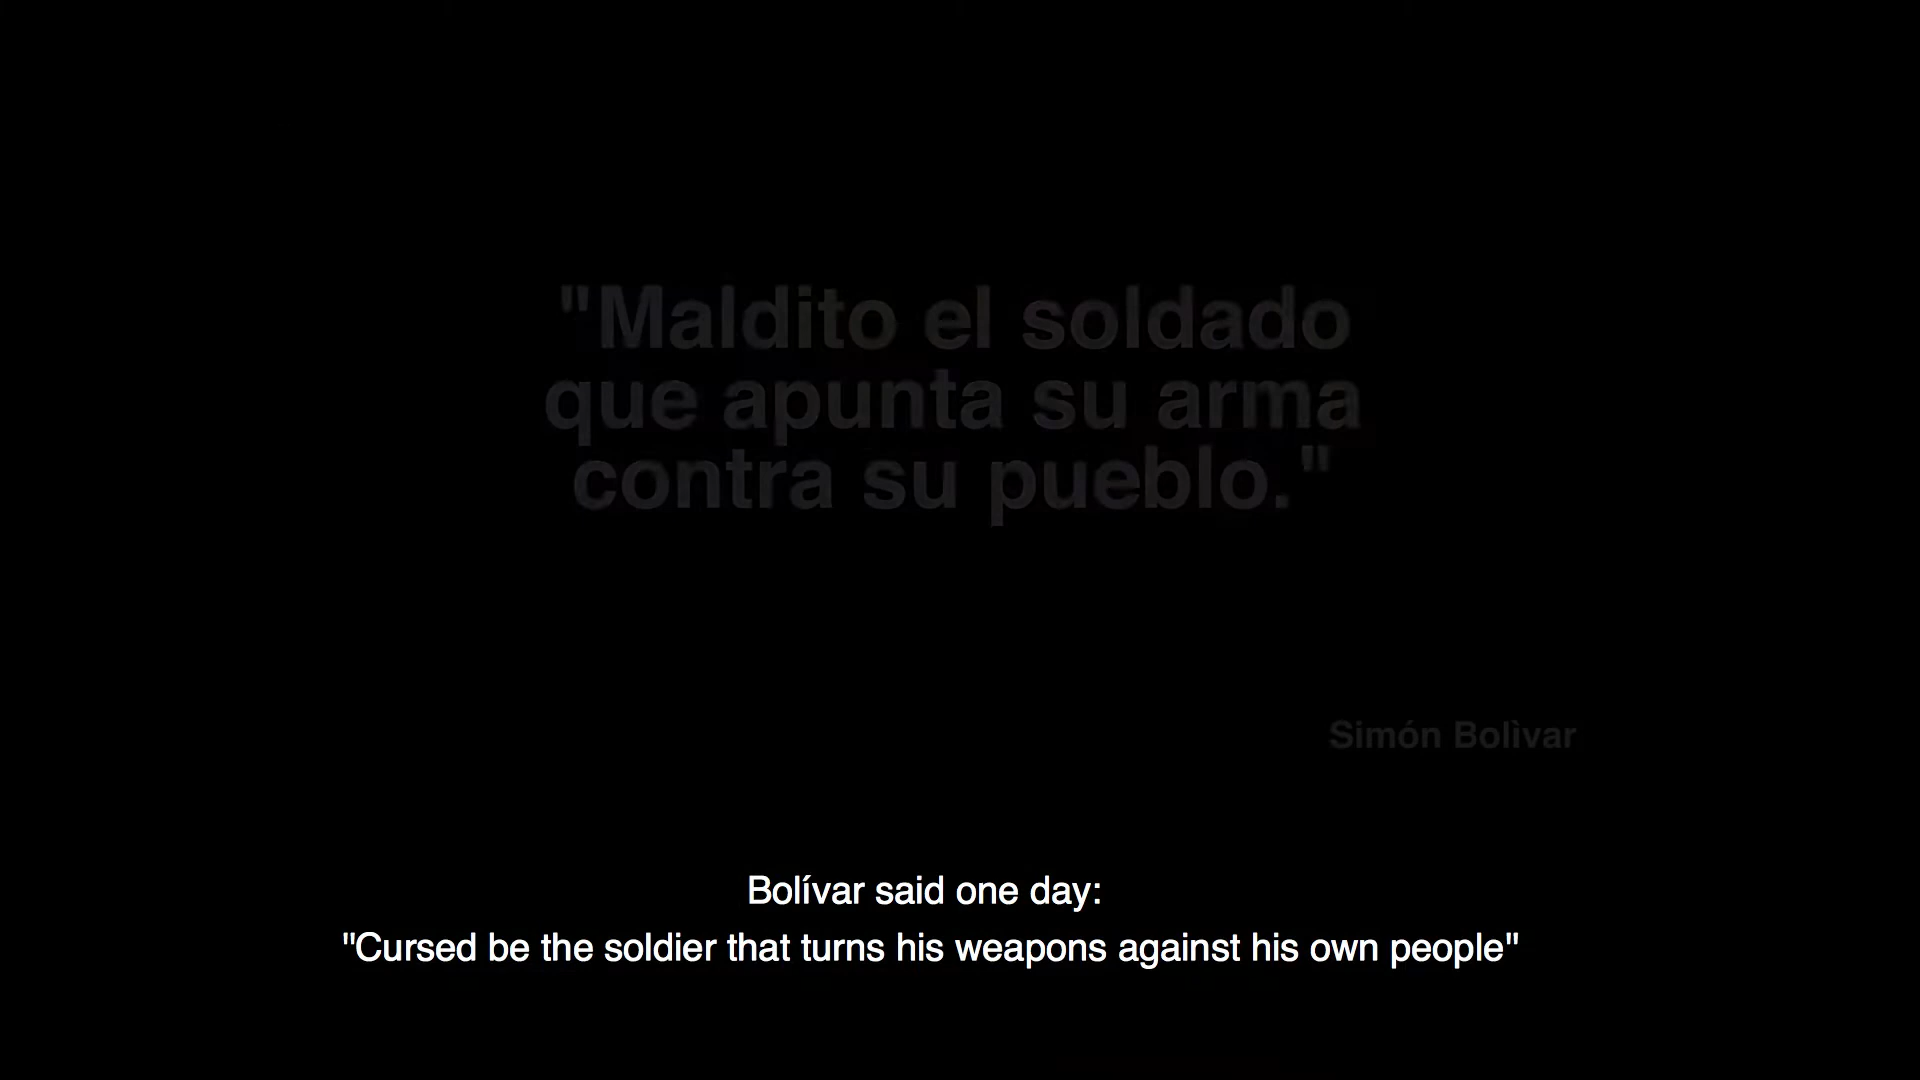 "Maldito el soldado
que apunta su arma
contra su pueblo."
Simón Bolìvar
Bolívar said one day:
"Cursed be the soldier that turns his weapons against his own people"